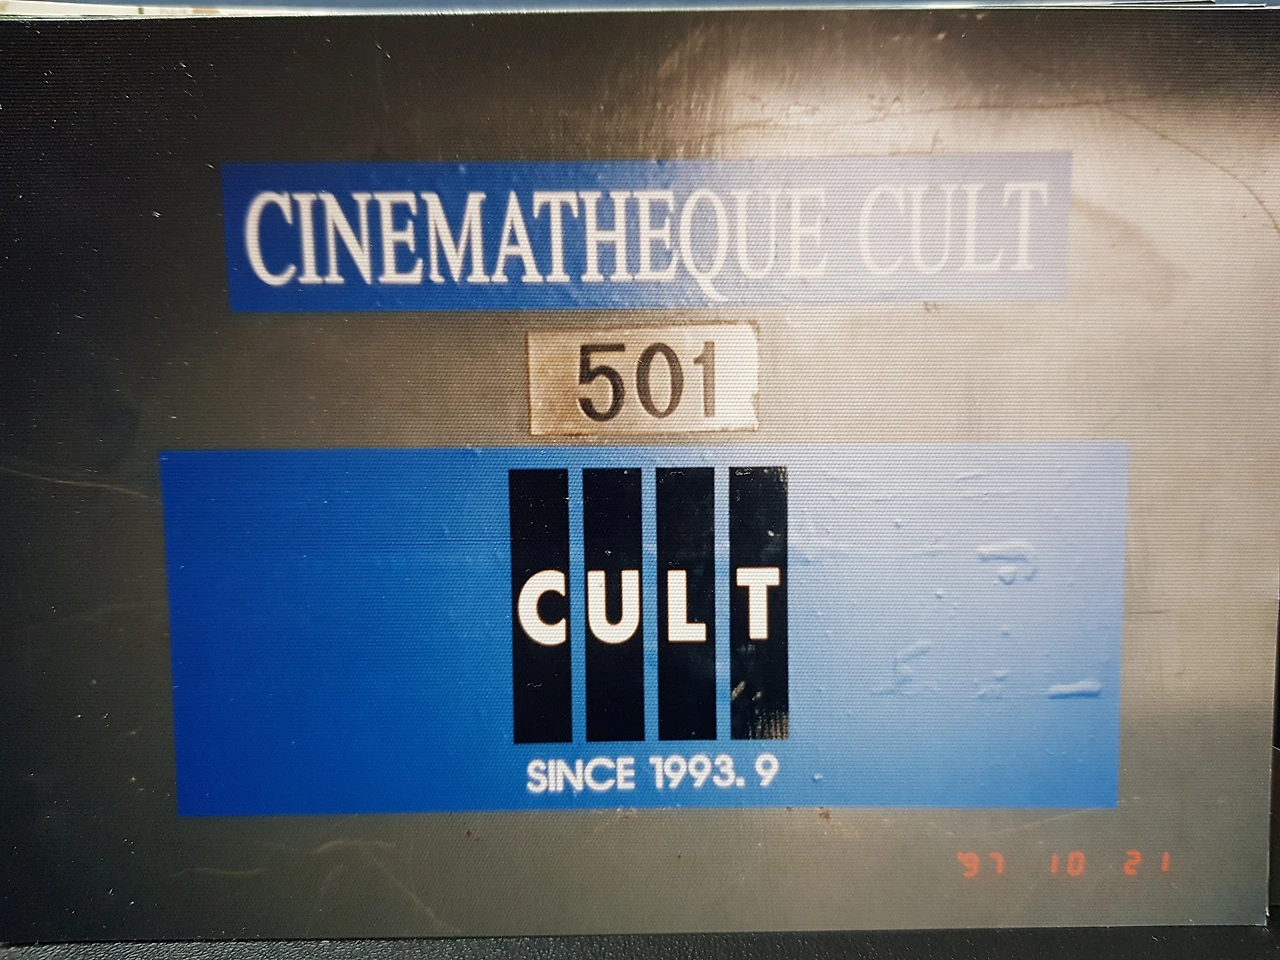 CINEMATHEQUE CULT
501
CULT
SINCE 1993. 9
'97 10 21